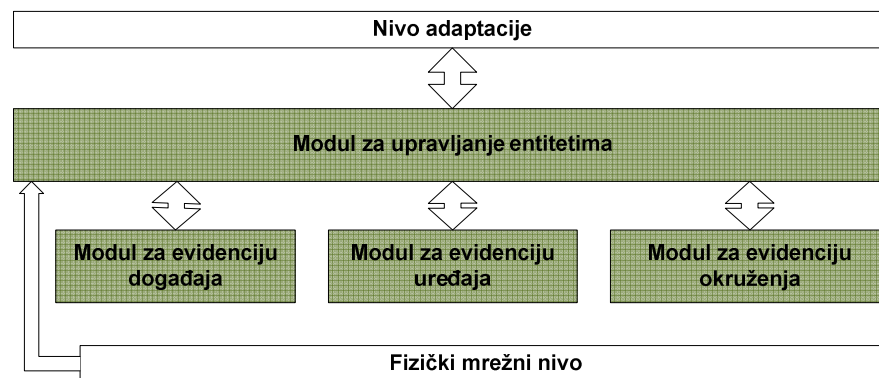 Nivo adaptacije
Modul za upravljanje entitetima
Modul za evidenciju
događaja
Modul za evidenciju
uređaja
Modul za evidenciju
okruženja
Fizički mrežni nivo